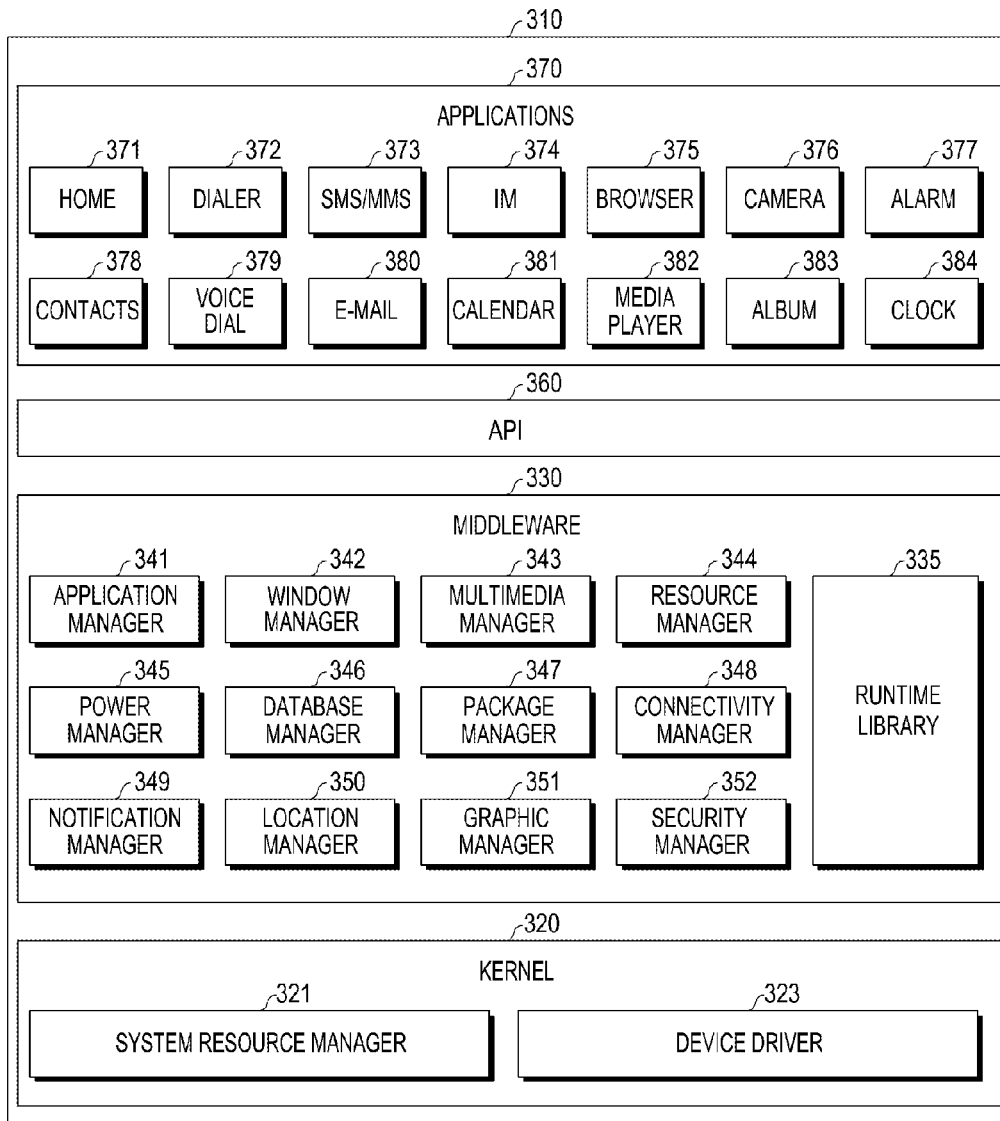 310
370
APPLICATIONS
371 372 373 374 375 376 377
HOME DIALER SMS/MMS IM BROWSER CAMERA ALARM
378 379 380 381 382 383 384
CONTACTS VOICE DIAL E-MAIL CALENDAR MEDIA PLAYER ALBUM CLOCK
360
API
330
MIDDLEWARE
341 342 343 344 335
APPLICATION MANAGER WINDOW MANAGER MULTIMEDIA MANAGER RESOURCE MANAGER
345 346 347 348
POWER MANAGER DATABASE MANAGER PACKAGE MANAGER CONNECTIVITY MANAGER RUNTIME LIBRARY
349 350 351 352
NOTIFICATION MANAGER LOCATION MANAGER GRAPHIC MANAGER SECURITY MANAGER
320
KERNEL
321 323
SYSTEM RESOURCE MANAGER DEVICE DRIVER